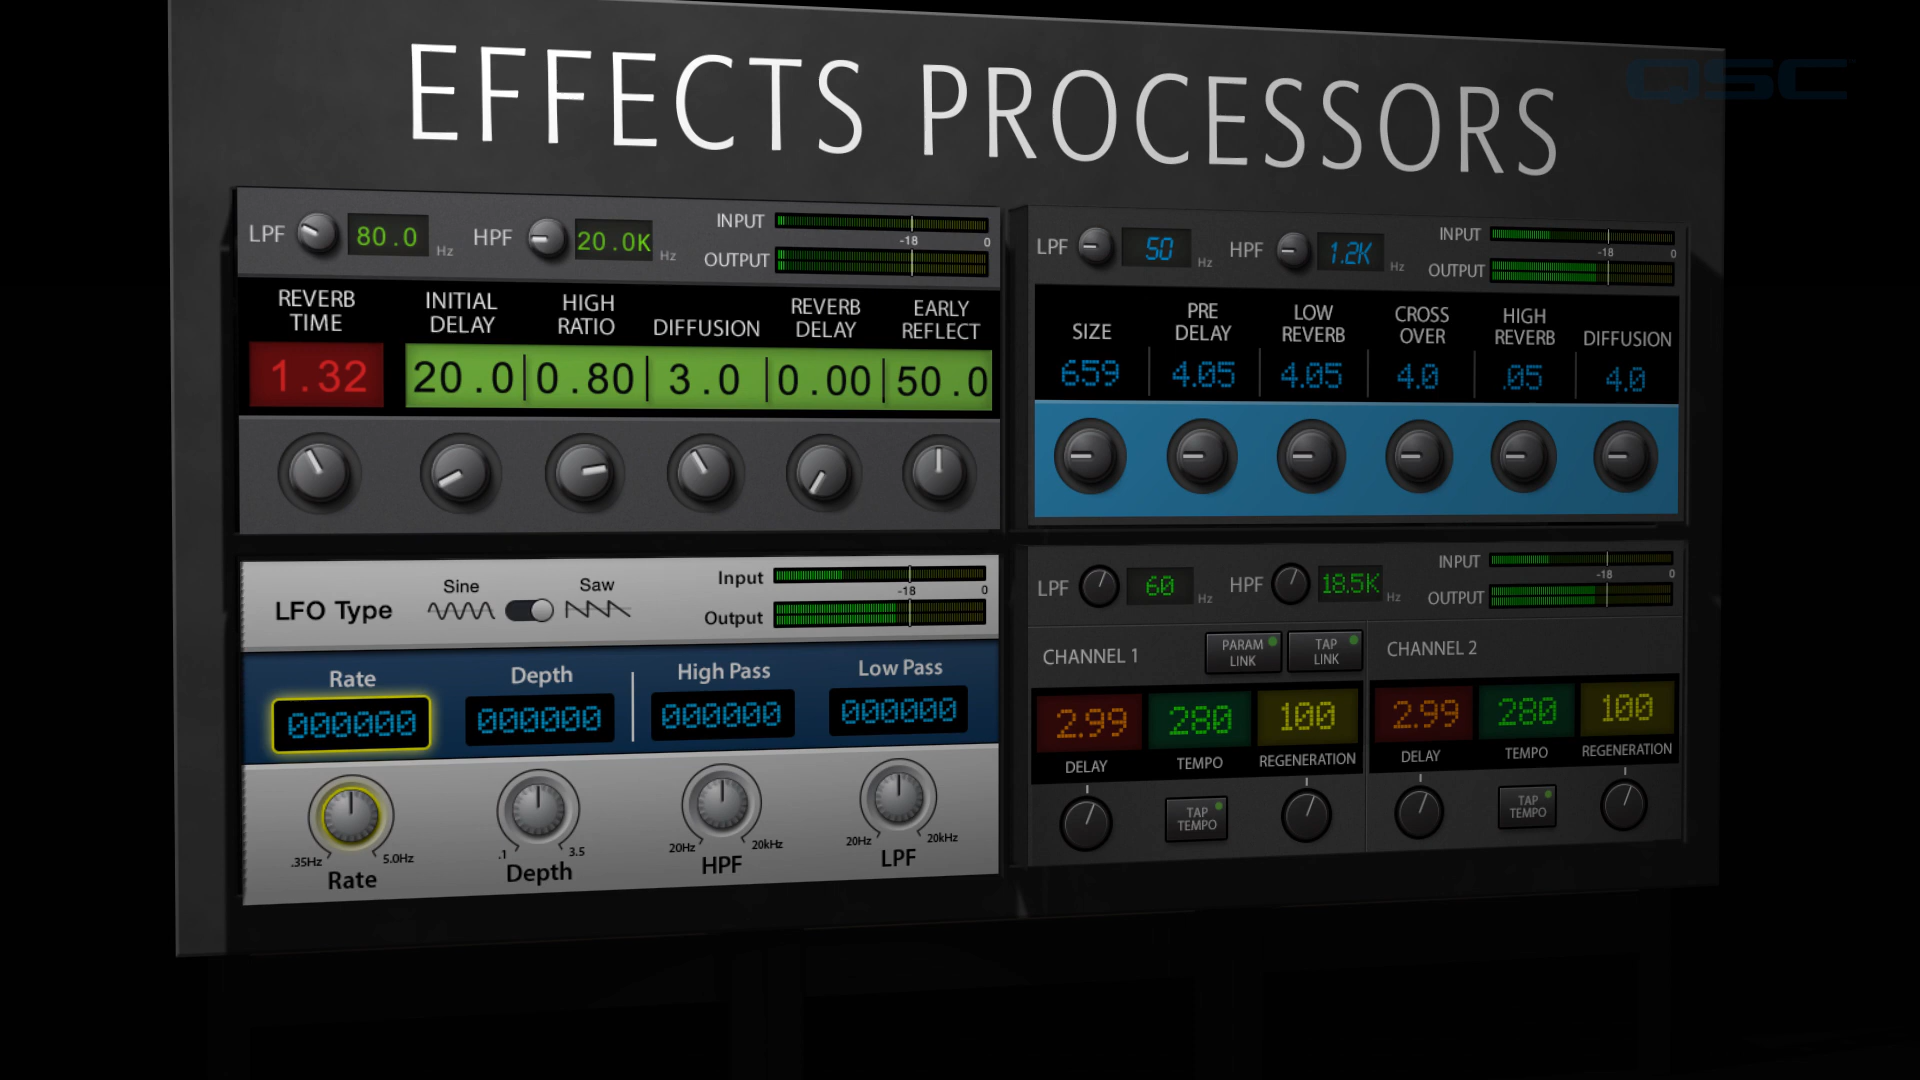 EFFECTS PROCESSORS
QSC
LPF 80.0 Hz HPF 20.0K Hz INPUT
-18 0
OUTPUT
REVERB TIME
INITIAL DELAY
HIGH RATIO
DIFFUSION
REVERB DELAY
EARLY REFLECT
1.32 20.0 0.80 3.0 0.00 50.0
LPF 50 Hz HPF 1.2K Hz INPUT
-18 0
OUTPUT
SIZE
PRE DELAY
LOW REVERB
CROSS OVER
HIGH REVERB
DIFFUSION
659 4.05 4.05 4.0 .05 4.0
LFO Type Sine Saw Input
-18 0
Output
Rate Depth High Pass Low Pass
000000 000000 000000 000000
.35Hz 5.0Hz .1 3.5 20Hz 20kHz 20Hz 20kHz
Rate Depth HPF LPF
LPF 60 Hz HPF 18.5K Hz INPUT
-18 0
OUTPUT
CHANNEL 1
PARAM LINK
TAP LINK
CHANNEL 2
2.99 280 100 2.99 280 100
DELAY TEMPO REGENERATION DELAY TEMPO REGENERATION
TAP TEMPO
TAP TEMPO